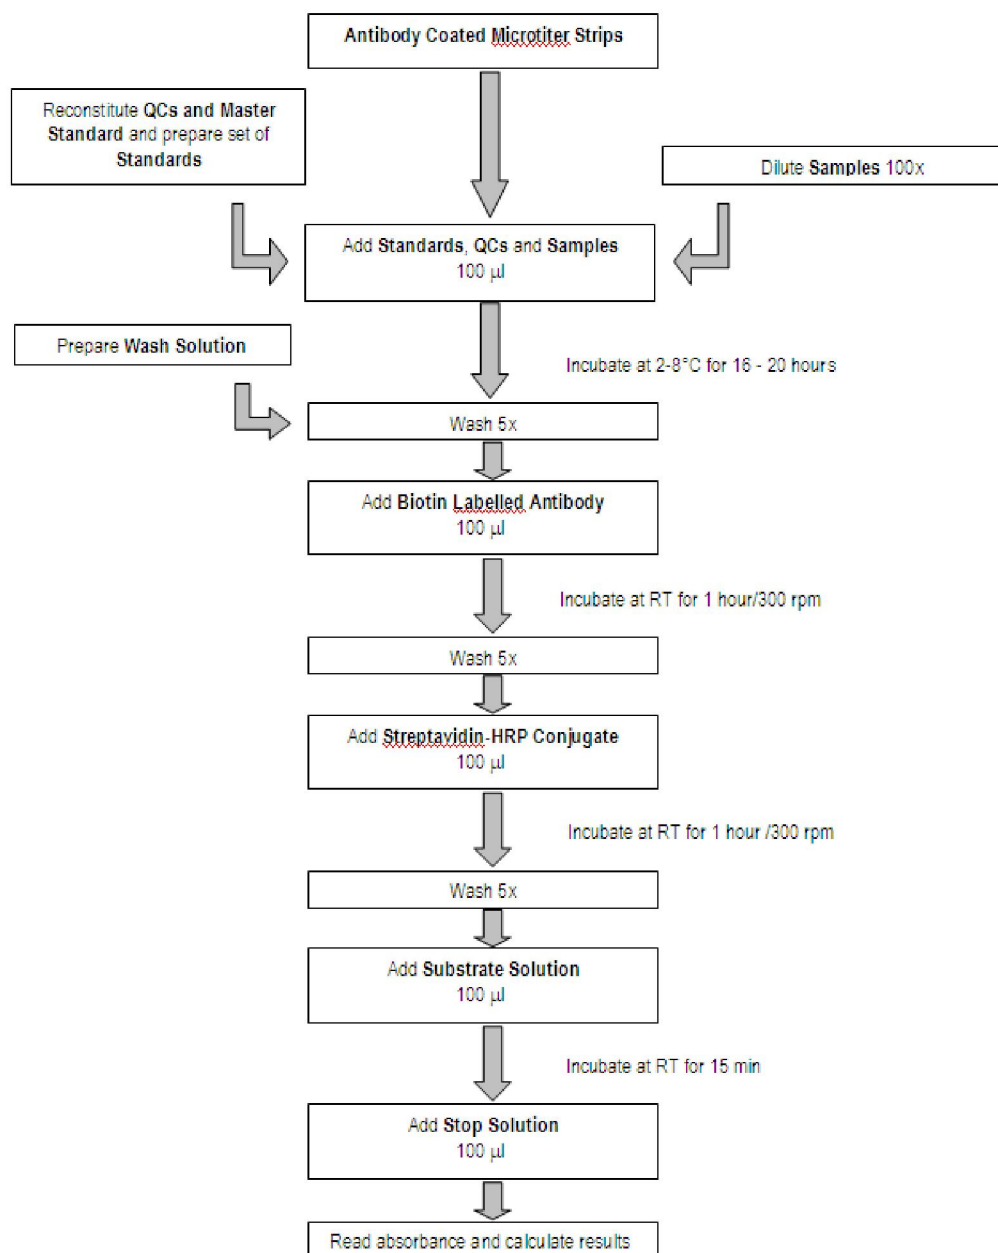 Antibody Coated Microtiter Strips
Reconstitute QCs and Master
Standard and prepare set of
Standards
Dilute Samples 100x
Add Standards, QCs and Samples
100 µl
Prepare Wash Solution
Incubate at 2-8°C for 16 - 20 hours
Wash 5x
Add Biotin Labelled Antibody
100 µl
Incubate at RT for 1 hour/300 rpm
Wash 5x
Add Streptavidin-HRP Conjugate
100 µl
Incubate at RT for 1 hour /300 rpm
Wash 5x
Add Substrate Solution
100 µl
Incubate at RT for 15 min
Add Stop Solution
100 µl
Read absorbance and calculate results